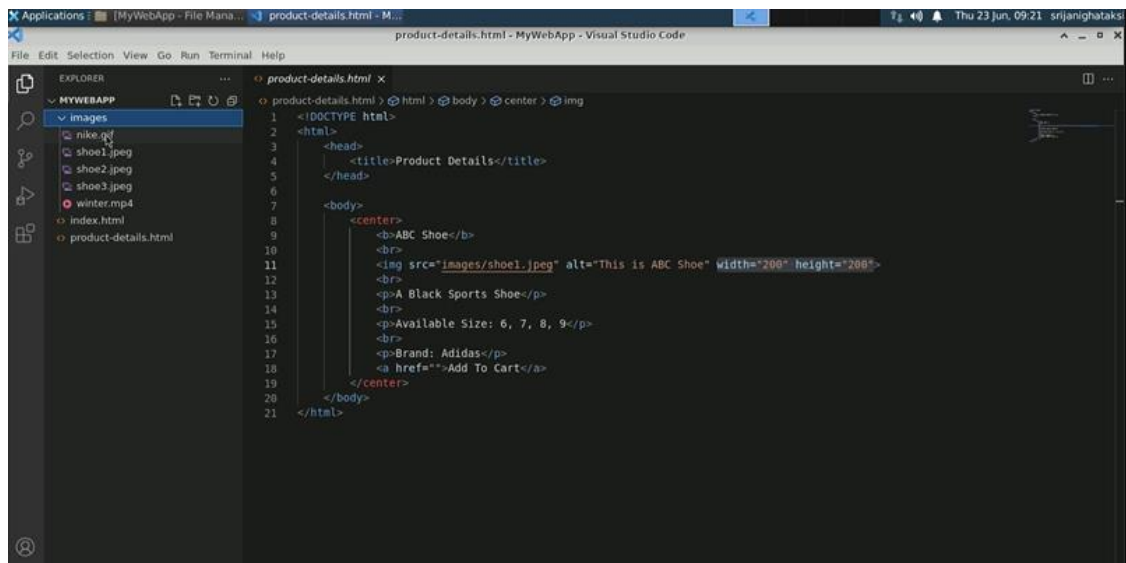 Applications [MyWebApp - File Mana... product-details.html - M... Thu 23 Jun, 09:21 srijanighataksi
product-details.html - MyWebApp - Visual Studio Code
File Edit Selection View Go Run Terminal Help
EXPLORER ...
MYWEBAPP
images
nike.gif
shoe1.jpeg
shoe2.jpeg
shoe3.jpeg
winter.mp4
index.html
product-details.html
product-details.html ×
product-details.html > html > body > center > img
1 <!DOCTYPE html>
2 <html>
3 <head>
4 <title>Product Details</title>
5 </head>
6
7 <body>
8 <center>
9 <b>ABC Shoe</b>
10 <br>
11 <img src="images/shoe1.jpeg" alt="This is ABC Shoe" width="200" height="200">
12 <br>
13 <p>A Black Sports Shoe</p>
14 <br>
15 <p>Available Size: 6, 7, 8, 9</p>
16 <br>
17 <p>Brand: Adidas</p>
18 <a href="">Add To Cart</a>
19 </center>
20 </body>
21 </html>